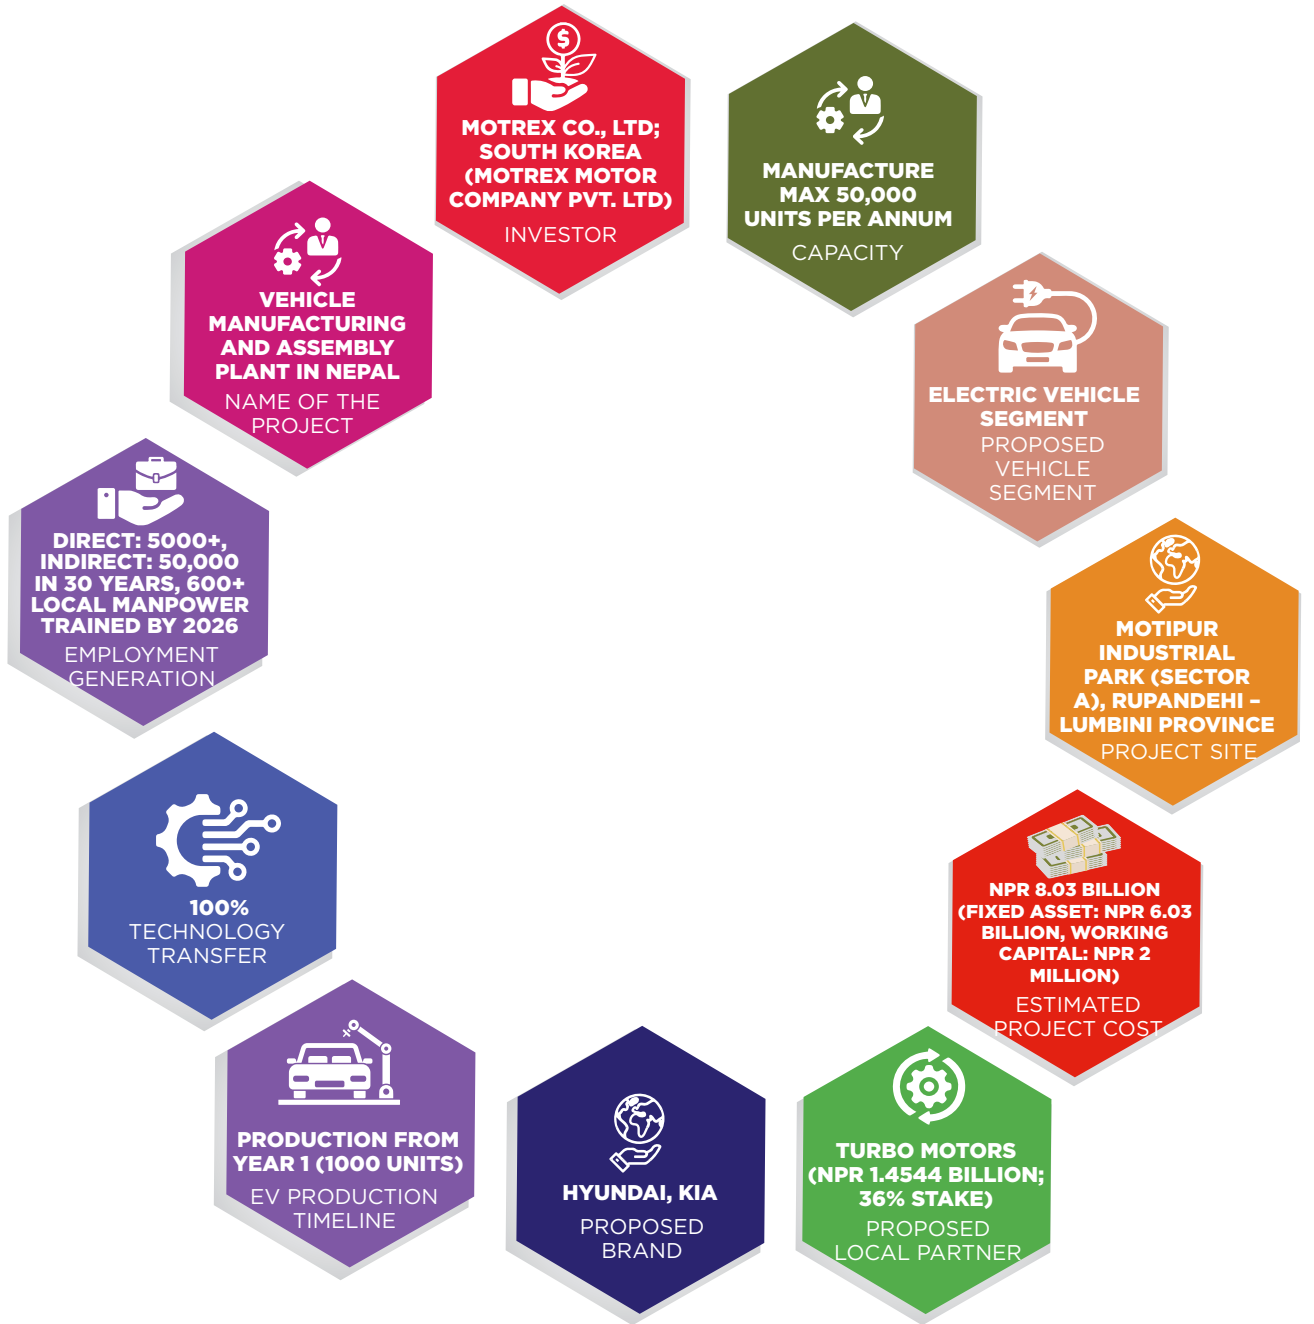 MOTREX CO., LTD;
SOUTH KOREA
(MOTREX MOTOR
COMPANY PVT. LTD)
INVESTOR
MANUFACTURE
MAX 50,000
UNITS PER ANNUM
CAPACITY
ELECTRIC VEHICLE
SEGMENT
PROPOSED
VEHICLE
SEGMENT
MOTIPUR
INDUSTRIAL
PARK (SECTOR
A), RUPANDEHI –
LUMBINI PROVINCE
PROJECT SITE
NPR 8.03 BILLION
(FIXED ASSET: NPR 6.03
BILLION, WORKING
CAPITAL: NPR 2
MILLION)
ESTIMATED
PROJECT COST
TURBO MOTORS
(NPR 1.4544 BILLION;
36% STAKE)
PROPOSED
LOCAL PARTNER
HYUNDAI, KIA
PROPOSED
BRAND
PRODUCTION FROM
YEAR 1 (1000 UNITS)
EV PRODUCTION
TIMELINE
100%
TECHNOLOGY
TRANSFER
DIRECT: 5000+,
INDIRECT: 50,000
IN 30 YEARS, 600+
LOCAL MANPOWER
TRAINED BY 2026
EMPLOYMENT
GENERATION
VEHICLE
MANUFACTURING
AND ASSEMBLY
PLANT IN NEPAL
NAME OF THE
PROJECT